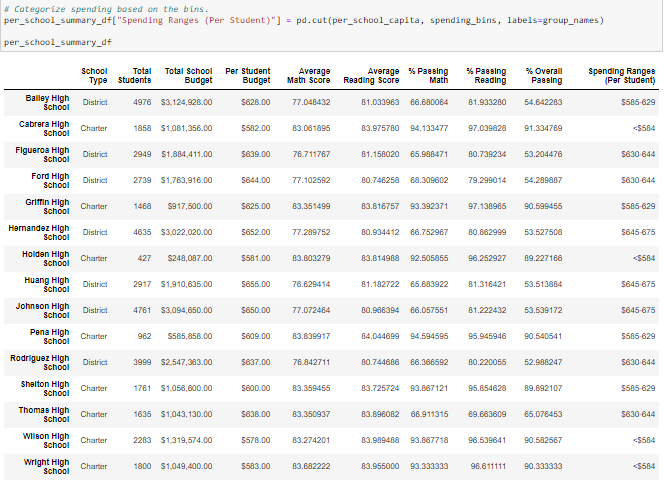 # Categorize spending based on the bins.
per_school_summary_df["Spending Ranges (Per Student)"] = pd.cut(per_school_capita, spending_bins, labels=group_names)
per_school_summary_df
School Type Total Students Total School Budget Per Student Budget Average Math Score Average Reading Score % Passing Math % Passing Reading % Overall Passing Spending Ranges (Per Student)
Bailey High School District 4976 $3,124,928.00 $628.00 77.048432 81.033963 66.680064 81.933280 54.642283 $585-629
Cabrera High School Charter 1858 $1,081,356.00 $582.00 83.061895 83.975780 94.133477 97.039828 91.334769 <$584
Figueroa High School District 2949 $1,884,411.00 $639.00 76.711767 81.158020 65.988471 80.739234 53.204476 $630-644
Ford High School District 2739 $1,763,916.00 $644.00 77.102592 80.746258 68.309602 79.299014 54.289887 $630-644
Griffin High School Charter 1468 $917,500.00 $625.00 83.351499 83.816757 93.392371 97.138965 90.599455 $585-629
Hernandez High School District 4635 $3,022,020.00 $652.00 77.289752 80.934412 66.752967 80.862999 53.527508 $645-675
Holden High School Charter 427 $248,087.00 $581.00 83.803279 83.814988 92.505855 96.252927 89.227166 <$584
Huang High School District 2917 $1,910,635.00 $655.00 76.629414 81.182722 65.683922 81.316421 53.513884 $645-675
Johnson High School District 4761 $3,094,650.00 $650.00 77.072464 80.966394 66.057551 81.222432 53.539172 $645-675
Pena High School Charter 962 $585,858.00 $609.00 83.839917 84.044699 94.594595 95.945946 90.540541 $585-629
Rodriguez High School District 3999 $2,547,363.00 $637.00 76.842711 80.744686 66.366592 80.220055 52.988247 $630-644
Shelton High School Charter 1761 $1,056,600.00 $600.00 83.359455 83.725724 93.867121 95.854628 89.892107 $585-629
Thomas High School Charter 1635 $1,043,130.00 $638.00 83.350937 83.896082 66.911315 69.663609 65.076453 $630-644
Wilson High School Charter 2283 $1,319,574.00 $578.00 83.274201 83.989488 93.867718 96.539641 90.582567 <$584
Wright High School Charter 1800 $1,049,400.00 $583.00 83.682222 83.955000 93.333333 96.611111 90.333333 <$584